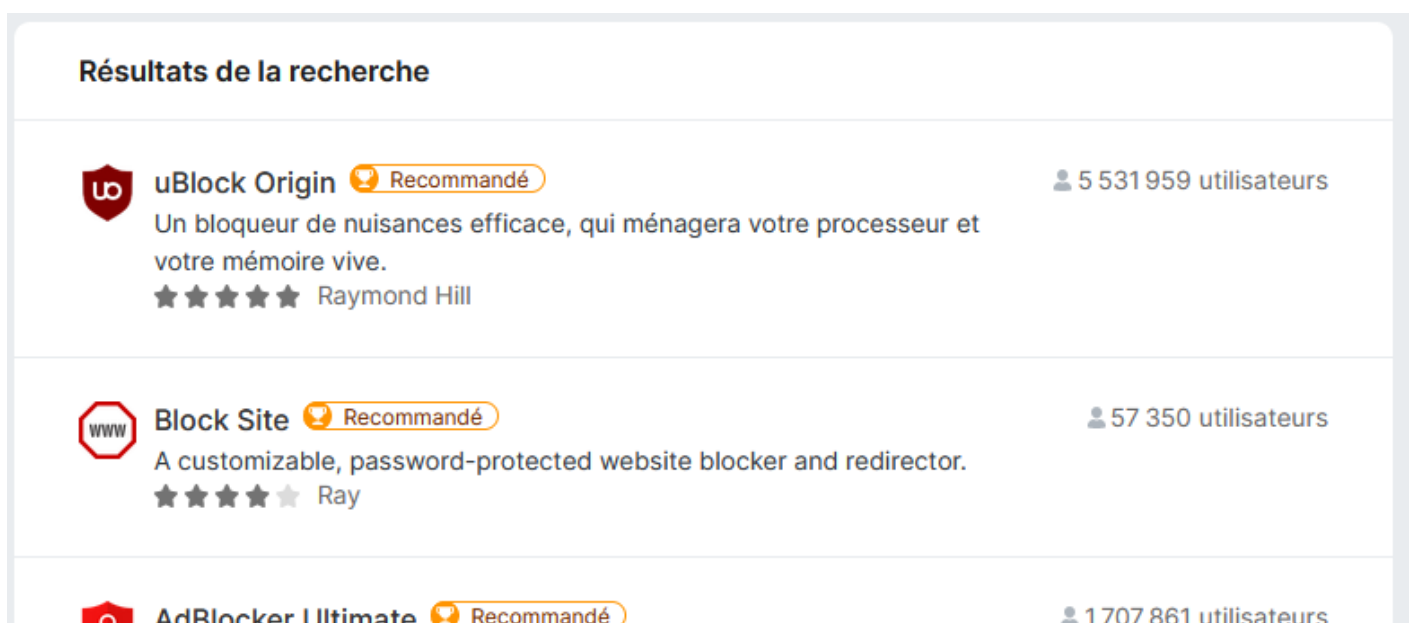 Résultats de la recherche
uBlock Origin Recommandé 5 531 959 utilisateurs
Un bloqueur de nuisances efficace, qui ménagera votre processeur et
votre mémoire vive.
Raymond Hill
Block Site Recommandé 57 350 utilisateurs
www
A customizable, password-protected website blocker and redirector.
Ray
AdBlocker Ultimate Recommandé 1 707 861 utilisateurs